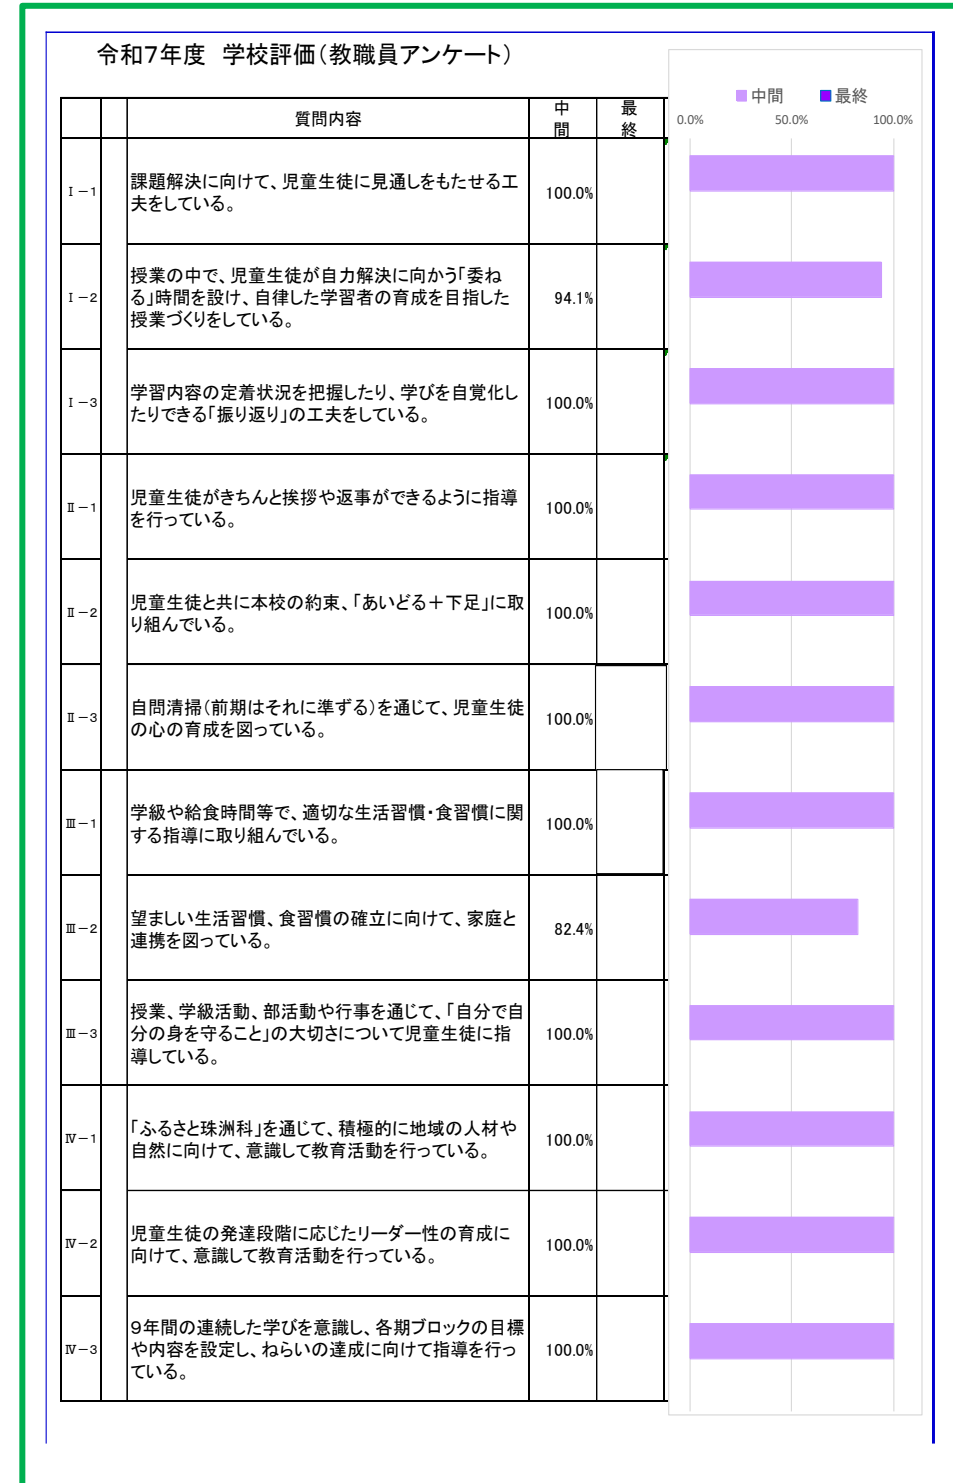 令和7年度 学校評価(教職員アンケート)
質問内容
中間
最終
中間
最終
0.0%
50.0%
100.0%
Ⅰ-1
課題解決に向けて、児童生徒に見通しをもたせる工
夫をしている。
100.0%
Ⅰ-2
授業の中で、児童生徒が自力解決に向かう「委ね
る」時間を設け、自律した学習者の育成を目指した
授業づくりをしている。
94.1%
Ⅰ-3
学習内容の定着状況を把握したり、学びを自覚化し
たりできる「振り返り」の工夫をしている。
100.0%
Ⅱ-1
児童生徒がきちんと挨拶や返事ができるように指導
を行っている。
100.0%
Ⅱ-2
児童生徒と共に本校の約束、「あいどる+下足」に取
り組んでいる。
100.0%
Ⅱ-3
自問清掃(前期はそれに準ずる)を通じて、児童生徒
の心の育成を図っている。
100.0%
Ⅲ-1
学級や給食時間等で、適切な生活習慣・食習慣に関
する指導に取り組んでいる。
100.0%
Ⅲ-2
望ましい生活習慣、食習慣の確立に向けて、家庭と
連携を図っている。
82.4%
Ⅲ-3
授業、学級活動、部活動や行事を通じて、「自分で自
分の身を守ること」の大切さについて児童生徒に指
導している。
100.0%
Ⅳ-1
「ふるさと珠洲科」を通じて、積極的に地域の人材や
自然に向けて、意識して教育活動を行っている。
100.0%
Ⅳ-2
児童生徒の発達段階に応じたリーダー性の育成に
向けて、意識して教育活動を行っている。
100.0%
Ⅳ-3
9年間の連続した学びを意識し、各期ブロックの目標
や内容を設定し、ねらいの達成に向けて指導を行っ
ている。
100.0%